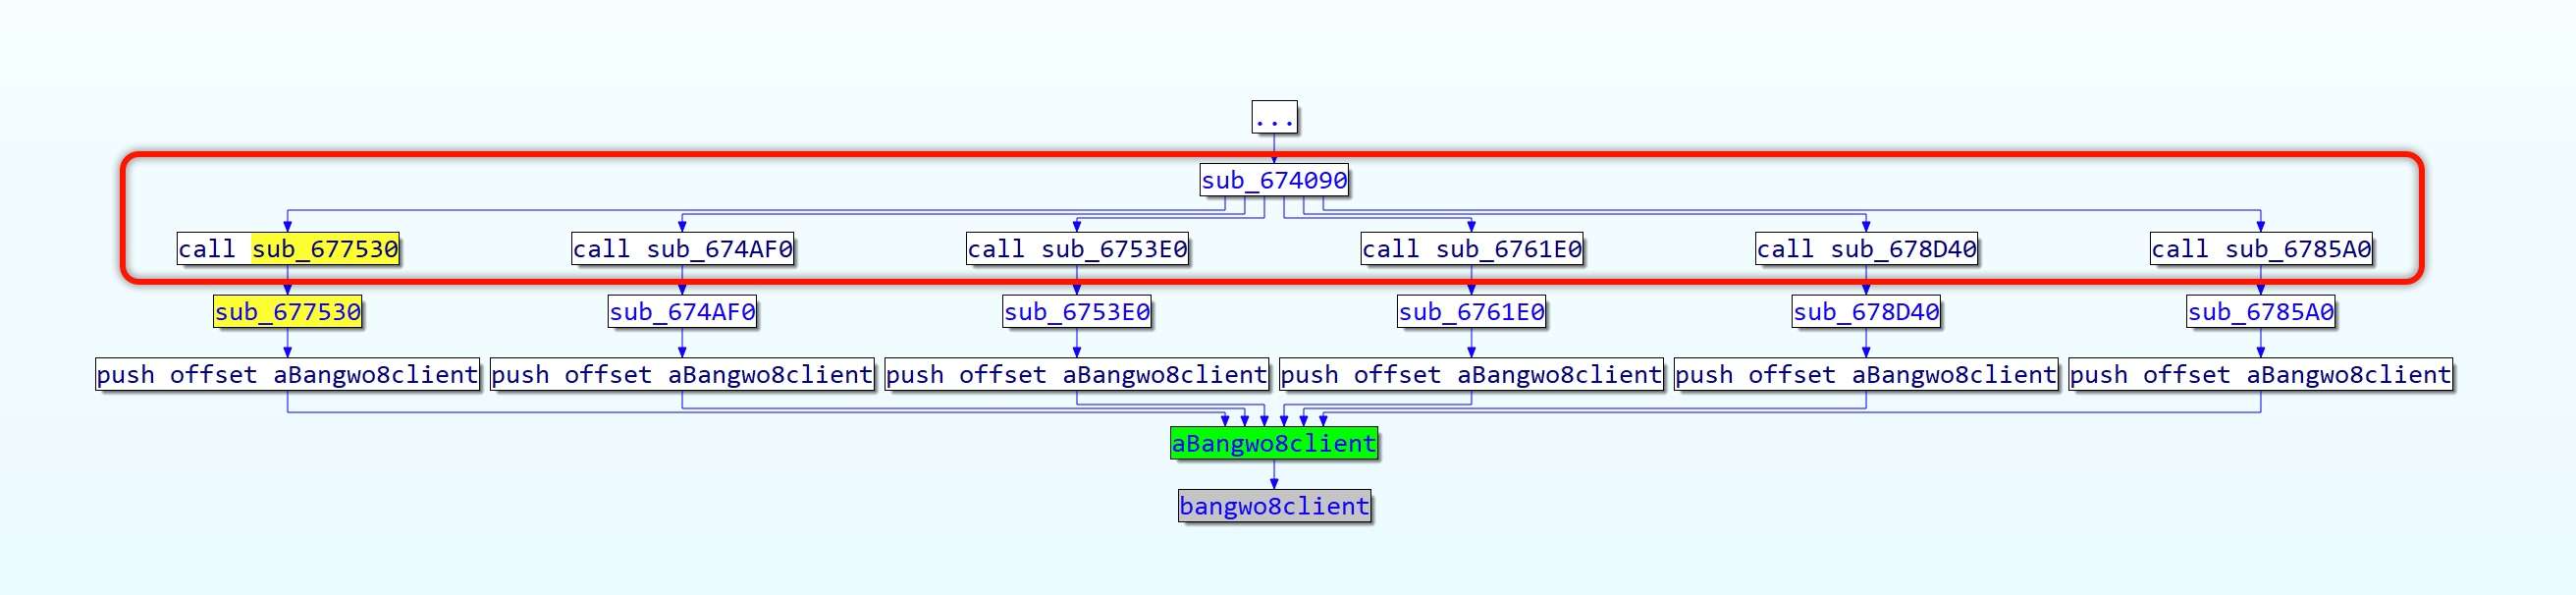 ...
sub_674090
call sub_677530 call sub_674AF0 call sub_6753E0 call sub_6761E0 call sub_678D40 call sub_6785A0
sub_677530 sub_674AF0 sub_6753E0 sub_6761E0 sub_678D40 sub_6785A0
push offset aBangwo8client push offset aBangwo8client push offset aBangwo8client push offset aBangwo8client push offset aBangwo8client push offset aBangwo8client
aBangwo8client
bangwo8client